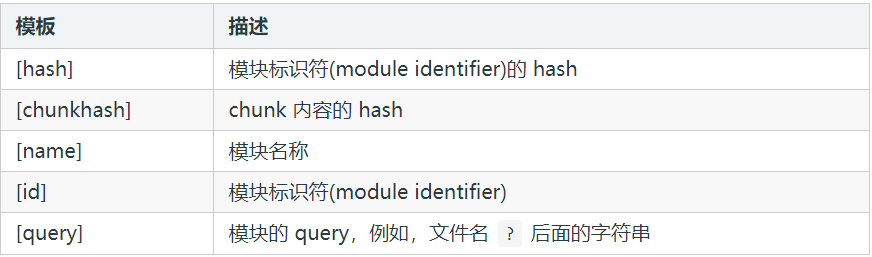 模板 描述
[hash] 模块标识符(module identifier)的 hash
[chunkhash] chunk 内容的 hash
[name] 模块名称
[id] 模块标识符(module identifier)
[query] 模块的 query，例如，文件名 ? 后面的字符串